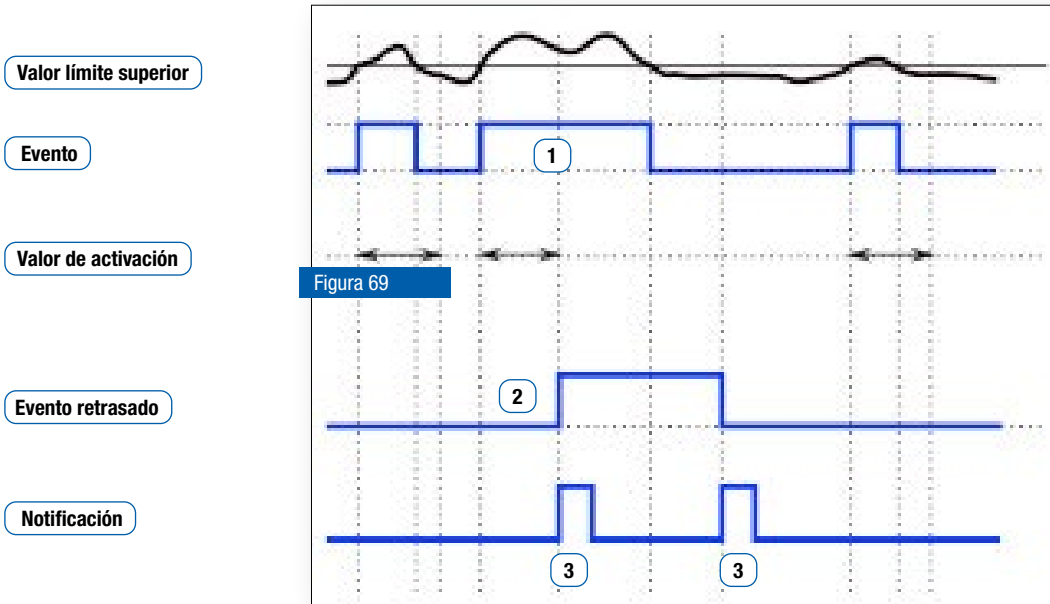 Valor límite superior
Evento
1
Valor de activación
Figura 69
Evento retrasado
2
Notificación
3
3